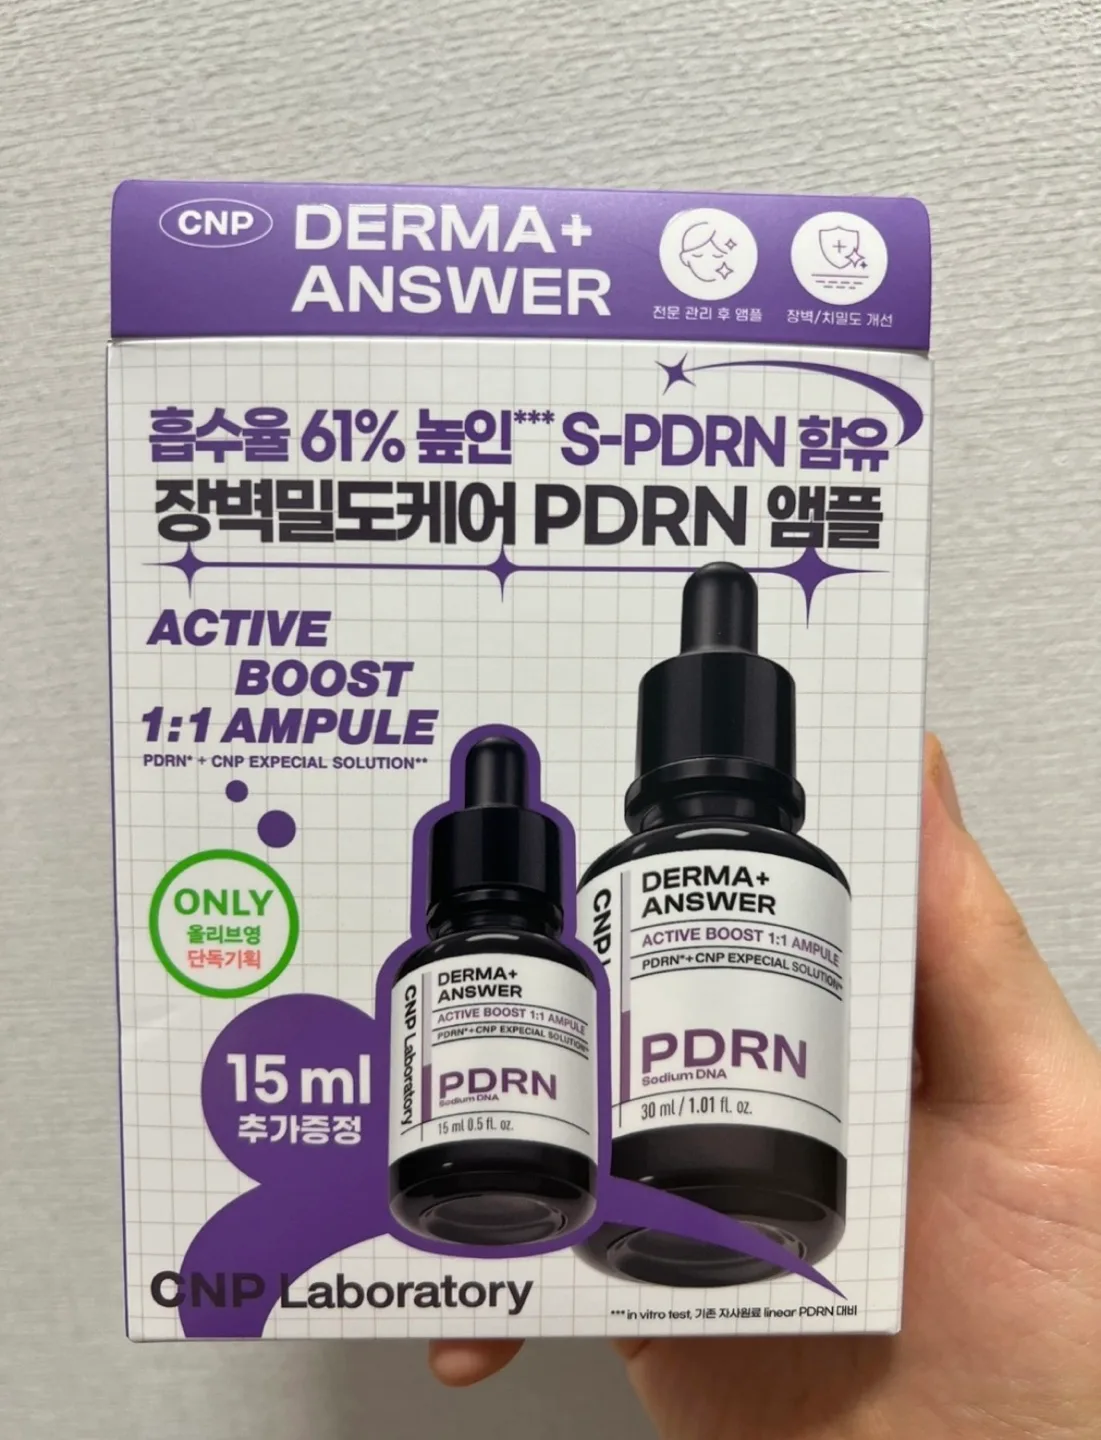 CNP
DERMA+
ANSWER
전문 관리 후 앰플
장벽/치밀도 개선
흡수율 61% 높인*** S-PDRN 함유
장벽밀도케어 PDRN 앰플
ACTIVE
BOOST
1:1 AMPULE
PDRN* + CNP EXPECIAL SOLUTION**
ONLY
올리브영
단독기획
15 ml
추가증정
CNP Laboratory
DERMA+
ANSWER
ACTIVE BOOST 1:1 AMPULE
PDRN*+CNP EXPECIAL SOLUTION**
PDRN
Sodium DNA
15 ml 0.5 fl. oz.
CNP L
DERMA+
ANSWER
ACTIVE BOOST 1:1 AMPULE
PDRN*+CNP EXPECIAL SOLUTION**
PDRN
Sodium DNA
30 ml / 1.01 fl. oz.
CNP Laboratory
*** in vitro test, 기존 자사원료 linear PDRN 대비